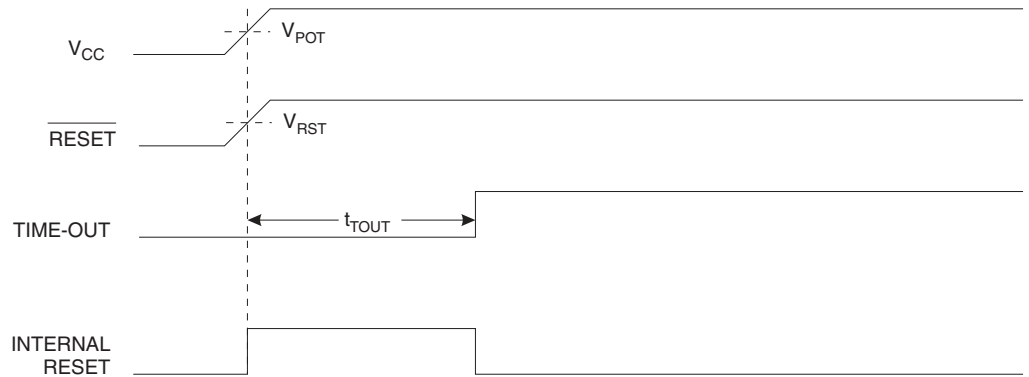 V_CC
V_POT
RESET
V_RST
TIME-OUT
t_TOUT
INTERNAL
RESET